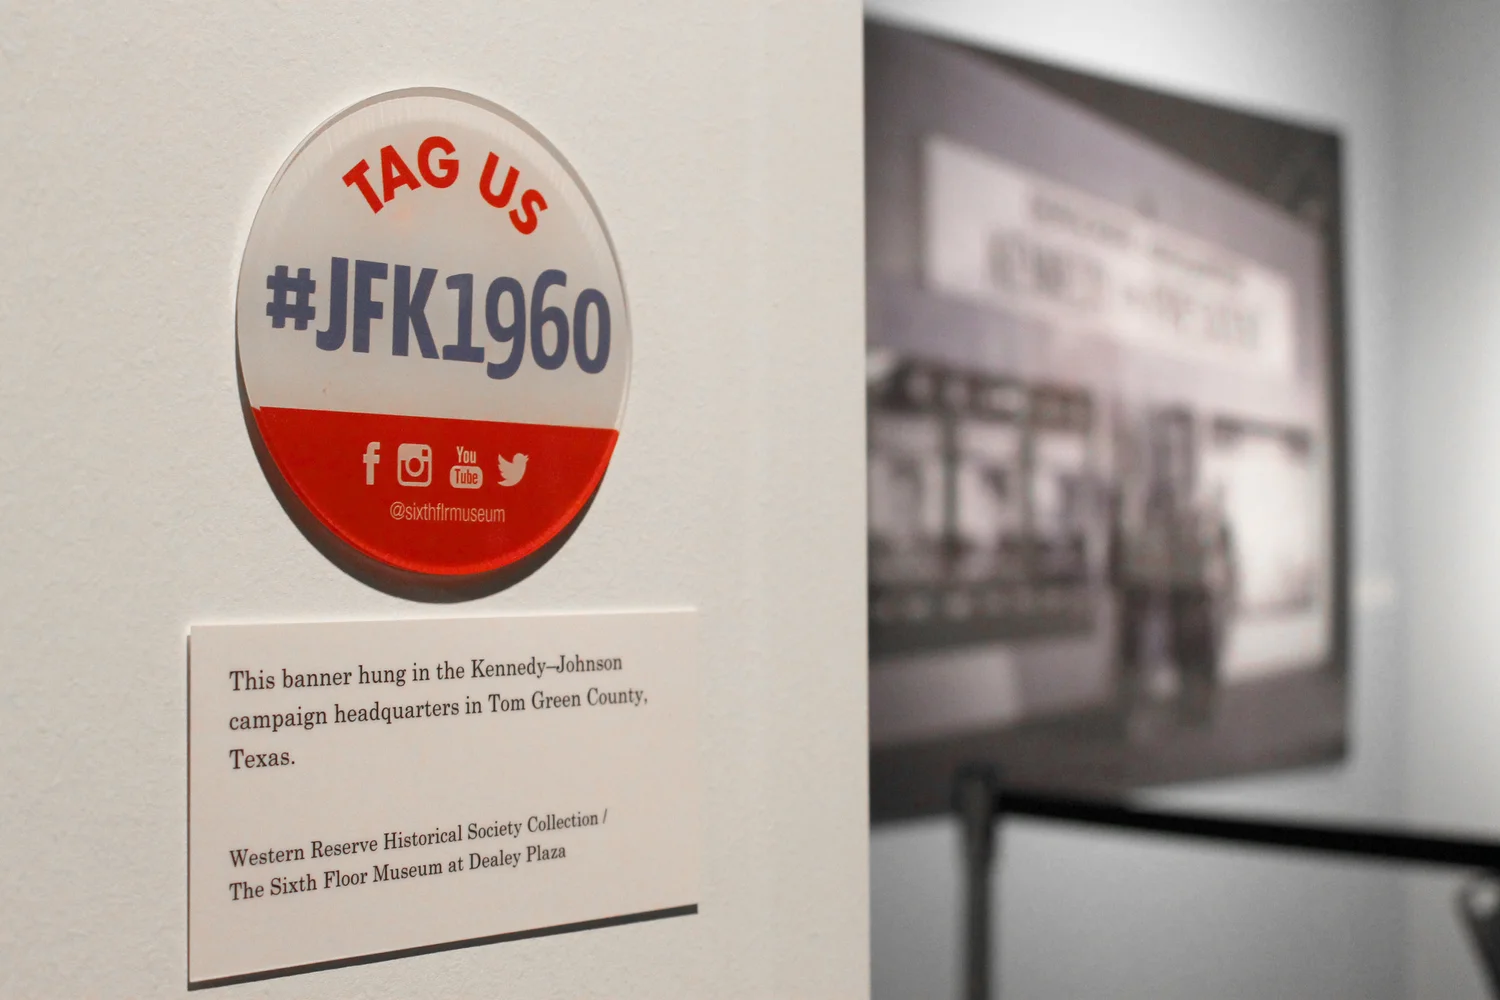 TAG US
#JFK1960
You
Tube
@sixthflrmuseum
This banner hung in the Kennedy–Johnson
campaign headquarters in Tom Green County,
Texas.
Western Reserve Historical Society Collection /
The Sixth Floor Museum at Dealey Plaza